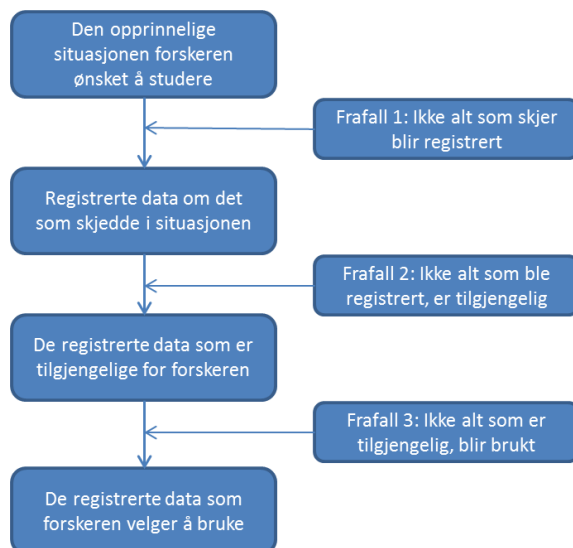 Den opprinnelige
situasjonen forskeren
ønsket å studere
Frafall 1: Ikke alt som skjer
blir registrert
Registrerte data om det
som skjedde i situasjonen
Frafall 2: Ikke alt som ble
registrert, er tilgjengelig
De registrerte data som er
tilgjengelige for forskeren
Frafall 3: Ikke alt som er
tilgjengelig, blir brukt
De registrerte data som
forskeren velger å bruke